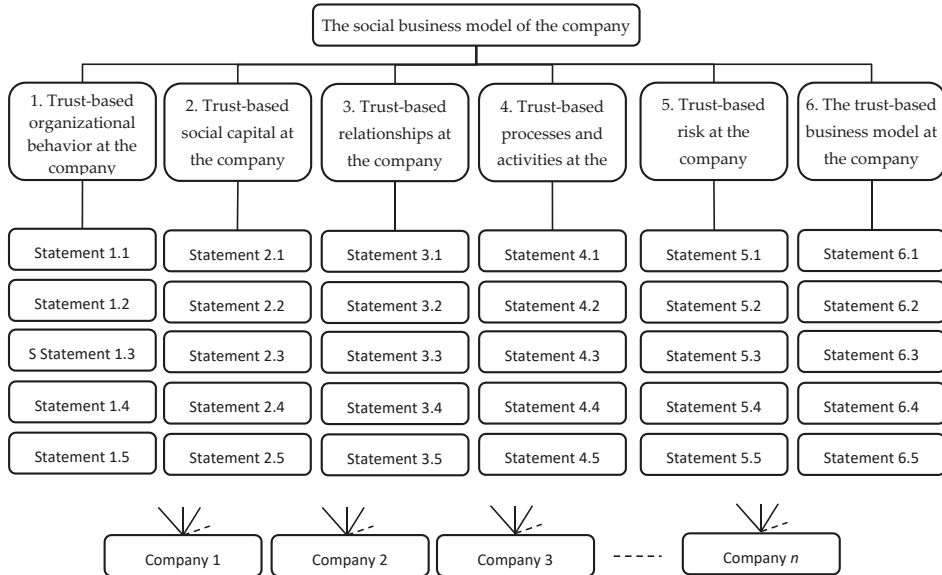 The social business model of the company
1. Trust-based
organizational
behavior at the
company
2. Trust-based
social capital at
the company
3. Trust-based
relationships at
the company
4. Trust-based
processes and
activities at the
5. Trust-based
risk at the
company
6. The trust-based
business model at
the company
Statement 1.1
Statement 2.1
Statement 3.1
Statement 4.1
Statement 5.1
Statement 6.1
Statement 1.2
Statement 2.2
Statement 3.2
Statement 4.2
Statement 5.2
Statement 6.2
S Statement 1.3
Statement 2.3
Statement 3.3
Statement 4.3
Statement 5.3
Statement 6.3
Statement 1.4
Statement 2.4
Statement 3.4
Statement 4.4
Statement 5.4
Statement 6.4
Statement 1.5
Statement 2.5
Statement 3.5
Statement 4.5
Statement 5.5
Statement 6.5
Company 1
Company 2
Company 3
Company n